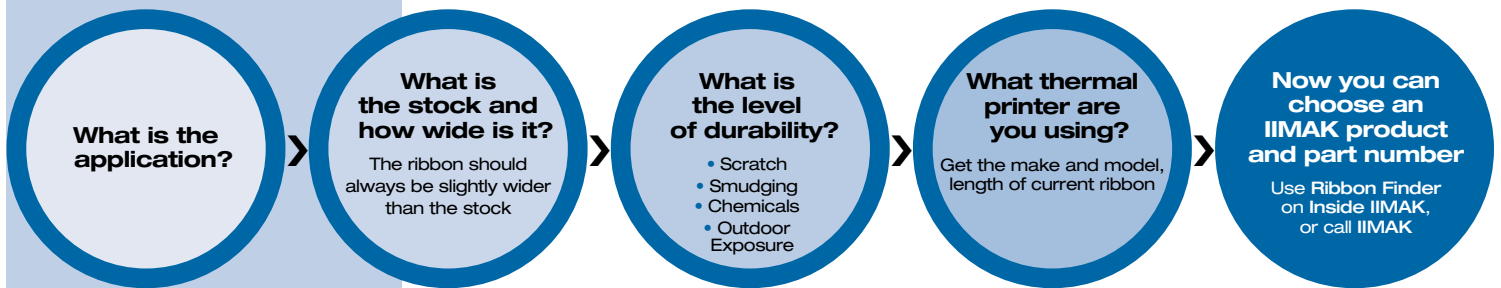 What is the
application?
What is
the stock and
how wide is it?
The ribbon should
always be slightly wider
than the stock
What is
the level
of durability?
• Scratch
• Smudging
• Chemicals
• Outdoor
Exposure
What thermal
printer are
you using?
Get the make and model,
length of current ribbon
Now you can
choose an
IIMAK product
and part number
Use Ribbon Finder
on Inside IIMAK,
or call IIMAK